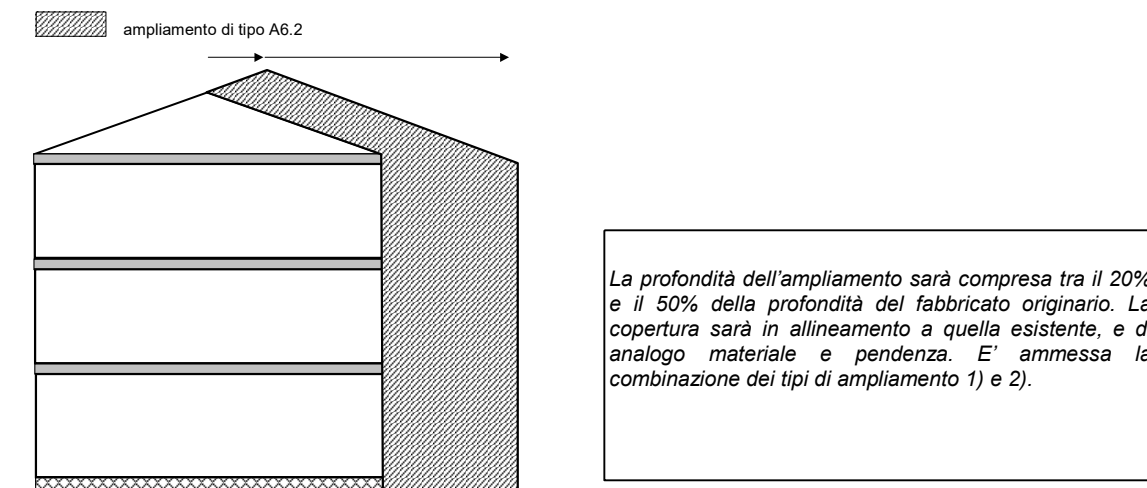 ampliamento di tipo A6.2
La profondità dell'ampliamento sarà compresa tra il 20%
e il 50% della profondità del fabbricato originario. La
copertura sarà in allineamento a quella esistente, e d
analogo materiale e pendenza. E' ammessa la
combinazione dei tipi di ampliamento 1) e 2).